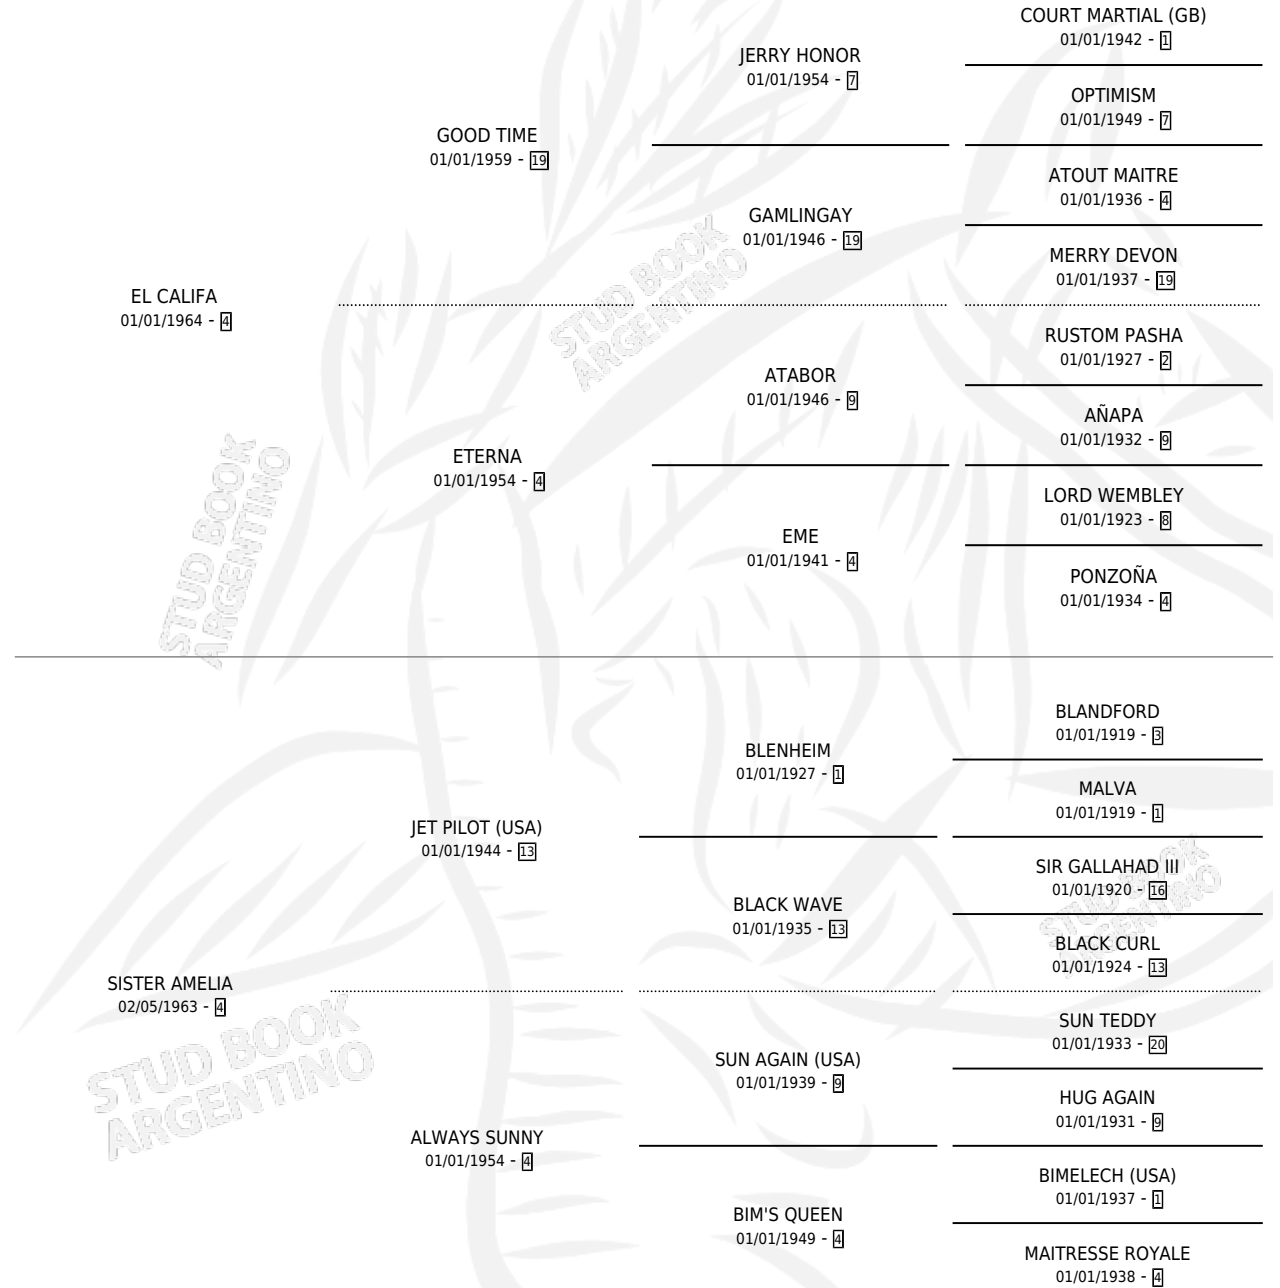 COURT MARTIAL (GB)
01/01/1942 - 1
JERRY HONOR
01/01/1954 - 7
OPTIMISM
01/01/1949 - 7
GOOD TIME
01/01/1959 - 19
ATOUT MAITRE
01/01/1936 - 4
GAMLINGAY
01/01/1946 - 19
MERRY DEVON
01/01/1937 - 19
EL CALIFA
01/01/1964 - 4
RUSTOM PASHA
01/01/1927 - 2
ATABOR
01/01/1946 - 9
AÑAPA
01/01/1932 - 9
ETERNA
01/01/1954 - 4
LORD WEMBLEY
01/01/1923 - 8
EME
01/01/1941 - 4
PONZOÑA
01/01/1934 - 4
BLANDFORD
01/01/1919 - 3
BLENHEIM
01/01/1927 - 1
MALVA
01/01/1919 - 1
JET PILOT (USA)
01/01/1944 - 13
SIR GALLAHAD III
01/01/1920 - 16
BLACK WAVE
01/01/1935 - 13
BLACK CURL
01/01/1924 - 13
SISTER AMELIA
02/05/1963 - 4
SUN TEDDY
01/01/1933 - 20
SUN AGAIN (USA)
01/01/1939 - 9
HUG AGAIN
01/01/1931 - 9
ALWAYS SUNNY
01/01/1954 - 4
BIMELECH (USA)
01/01/1937 - 1
BIM'S QUEEN
01/01/1949 - 4
MAITRESSE ROYALE
01/01/1938 - 4
STUD BOOK
ARGENTINO
STUD BOOK
ARGENTINO
STUD BOOK
ARGENTINO
STUD BOOK
ARGENTINO